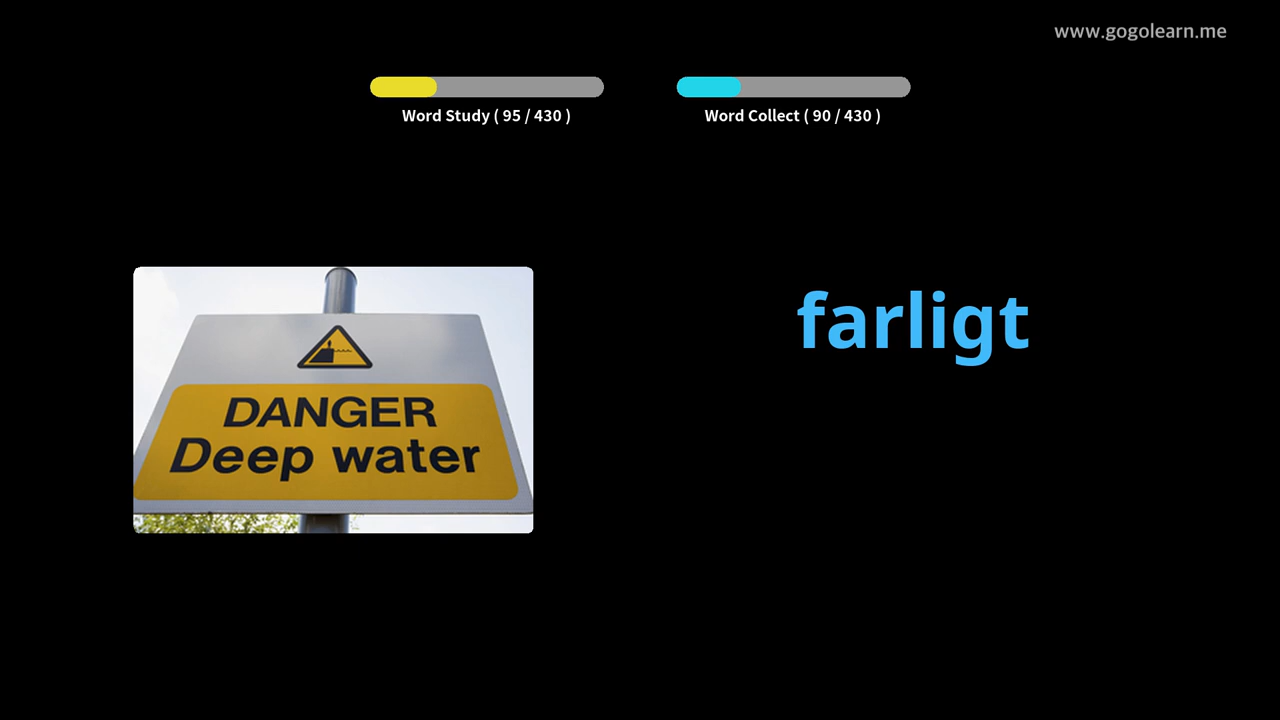 www.gogolearn.me
Word Study ( 95 / 430 )
Word Collect ( 90 / 430 )
farligt
DANGER
Deep water